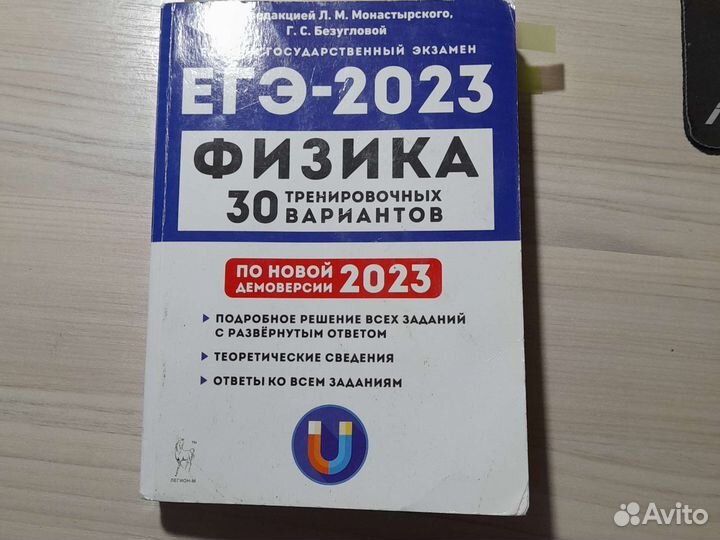 редакцией Л. М. Монастырского,
Г. С. Безугловой
ГОСУДАРСТВЕННЫЙ ЭКЗАМЕН
ЕГЭ-2023
ФИЗИКА
30 ТРЕНИРОВОЧНЫХ
ВАРИАНТОВ
ПО НОВОЙ
ДЕМОВЕРСИИ 2023
ПОДРОБНОЕ РЕШЕНИЕ ВСЕХ ЗАДАНИЙ
С РАЗВЁРНУТЫМ ОТВЕТОМ
ТЕОРЕТИЧЕСКИЕ СВЕДЕНИЯ
ОТВЕТЫ КО ВСЕМ ЗАДАНИЯМ
ЛЕГИОН-М
Avito